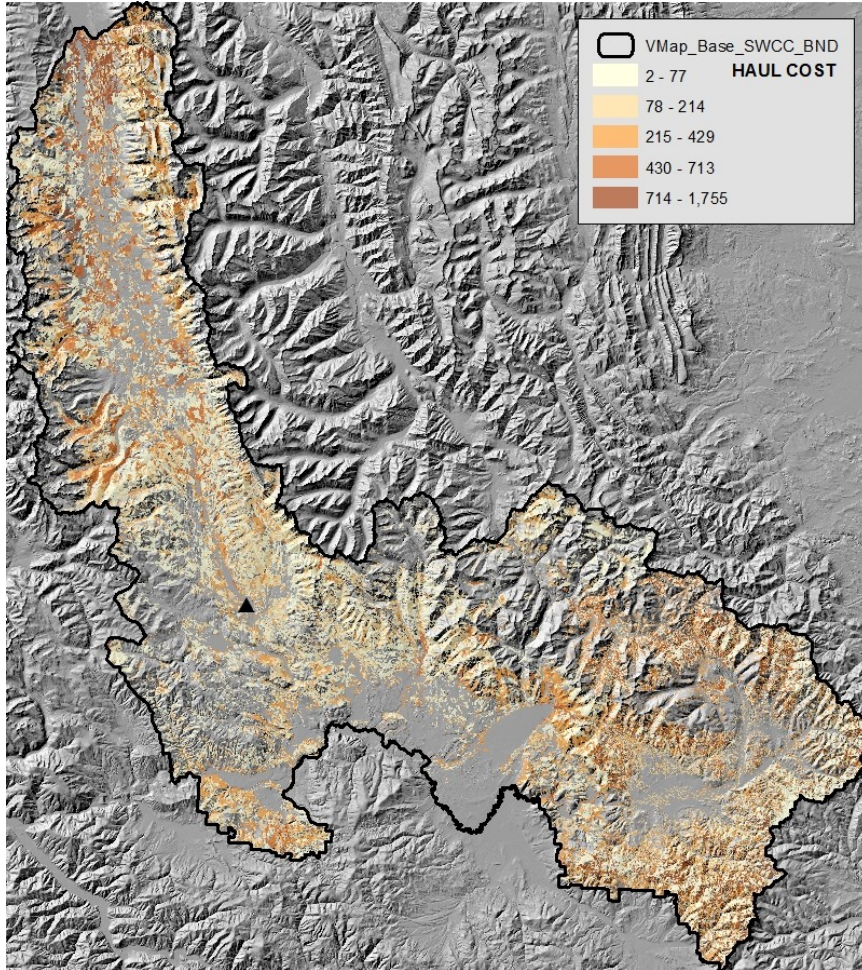 VMap_Base_SWCC_BND
HAUL COST
2 - 77
78 - 214
215 - 429
430 - 713
714 - 1,755